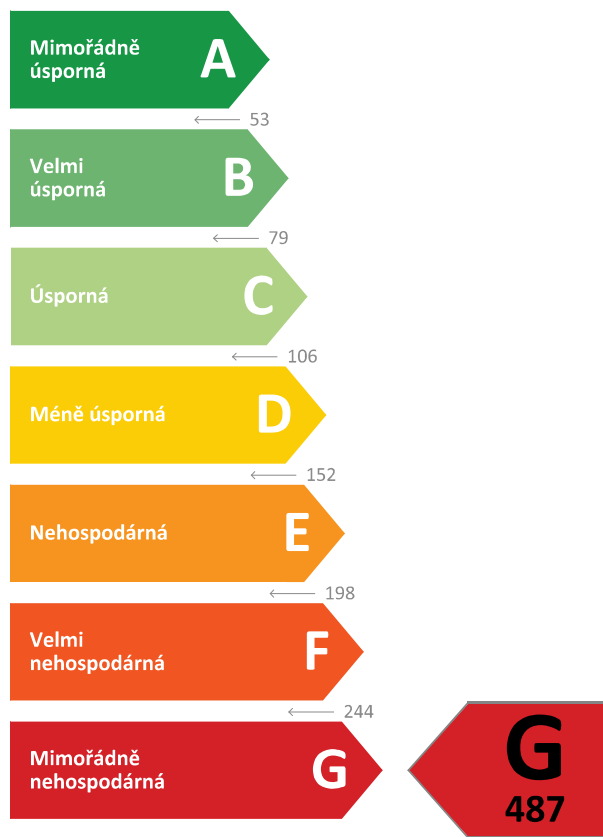 Mimořádně
úsporná
A
53
Velmi
úsporná
B
79
Úsporná
C
106
Méně úsporná
D
152
Nehospodárná
E
198
Velmi
nehospodárná
F
244
Mimořádně
nehospodárná
G
G
487